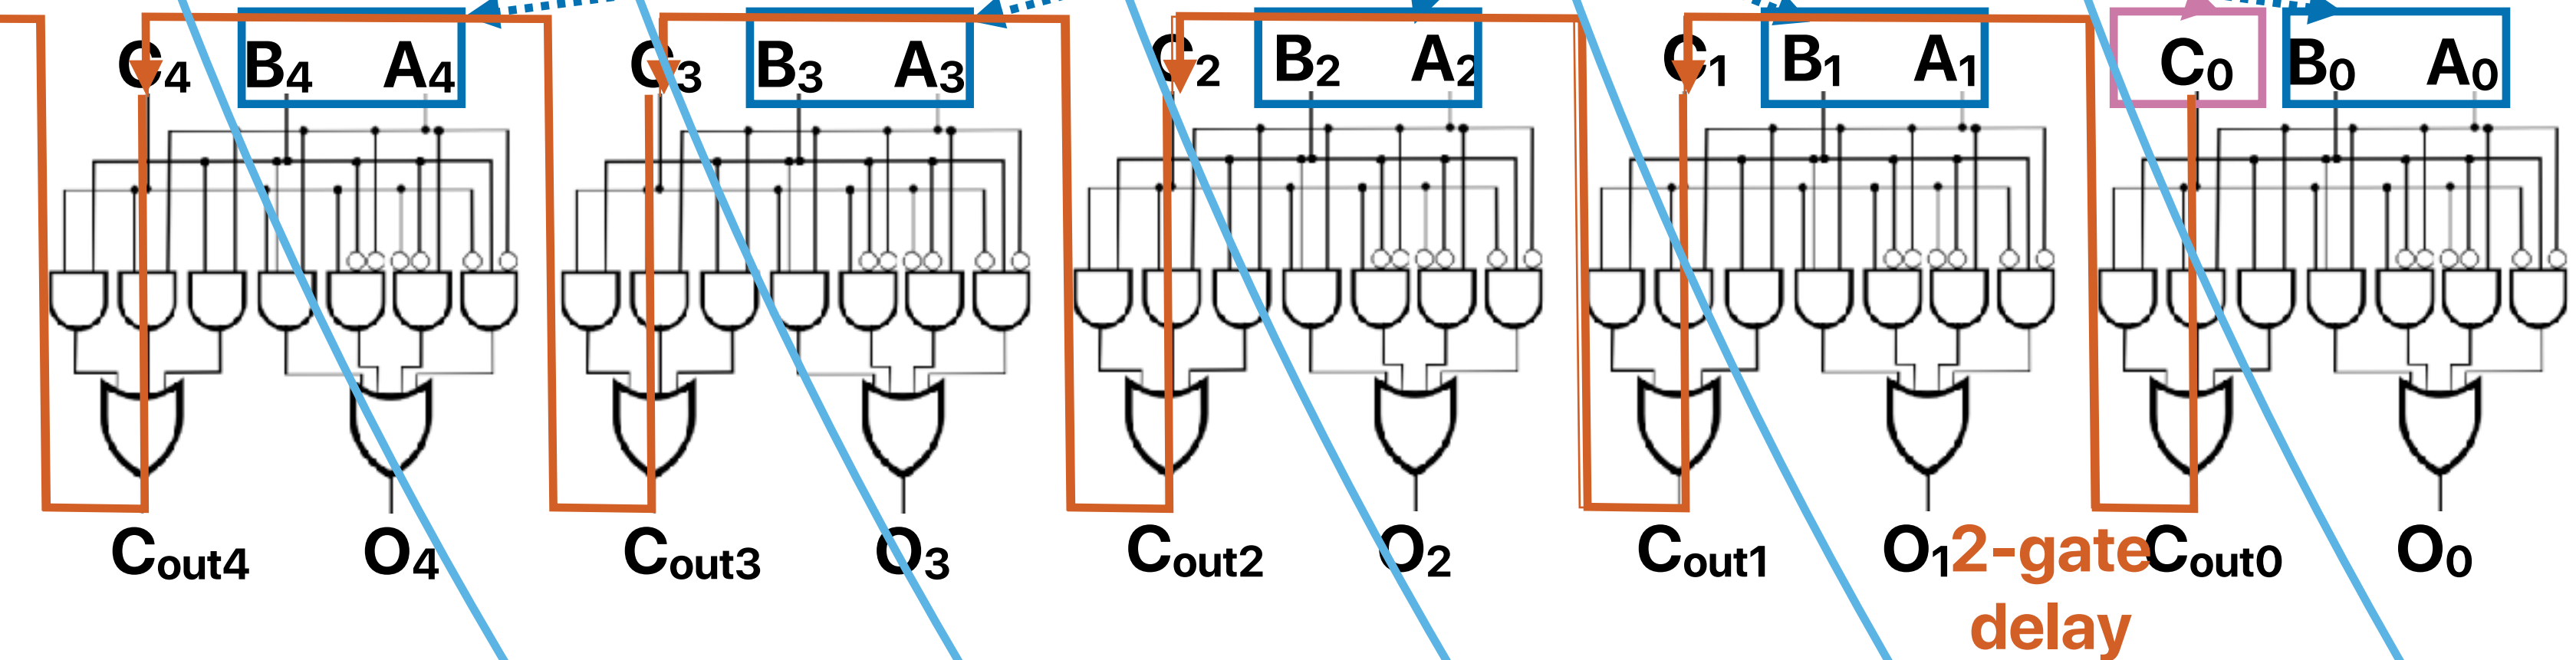 C4 B4 A4 C3 B3 A3 C2 B2 A2 C1 B1 A1 C0 B0 A0
Cout4 O4 Cout3 O3 Cout2 O2 Cout1 O1 2-gate Cout0 O0
delay